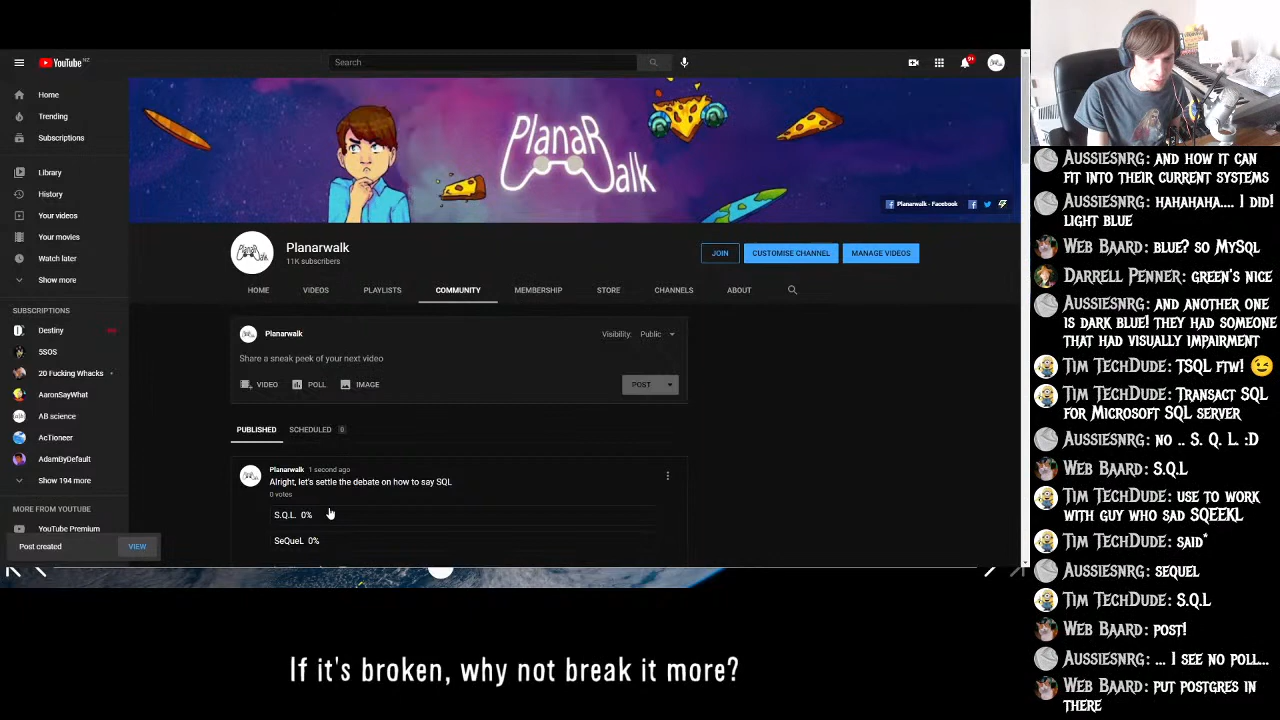 YouTube NZ
Search
9+
Home
Trending
Subscriptions
Library
History
Your videos
Your movies
Watch later
Show more
SUBSCRIPTIONS
Destiny
5SOS
20 Fucking Whacks
AaronSayWhat
AB science
AcTioneer
AdamByDefault
Show 194 more
MORE FROM YOUTUBE
YouTube Premium
Post created
VIEW
PlanaRwalk
Planarwalk - Facebook
Planarwalk
11K subscribers
JOIN
CUSTOMISE CHANNEL
MANAGE VIDEOS
HOME
VIDEOS
PLAYLISTS
COMMUNITY
MEMBERSHIP
STORE
CHANNELS
ABOUT
Planarwalk
Visibility: Public
Share a sneak peek of your next video
VIDEO
POLL
IMAGE
POST
PUBLISHED
SCHEDULED 0
Planarwalk 1 second ago
Alright, let's settle the debate on how to say SQL
0 votes
S.Q.L. 0%
SeQueL 0%
If it's broken, why not break it more?
AUSSIESNRG: AND HOW IT CAN
FIT INTO THEIR CURRENT SYSTEMS
AUSSIESNRG: HAHAHAHA.... I DID!
LIGHT BLUE
WEB BAARD: BLUE? SO MYSQL
DARRELL PENNER: GREEN'S NICE
AUSSIESNRG: AND ANOTHER ONE
IS DARK BLUE! THEY HAD SOMEONE
THAT HAD VISUALLY IMPAIRMENT
TIM TECHDUDE: TSQL FTW! 😉
TIM TECHDUDE: TRANSACT SQL
FOR MICROSOFT SQL SERVER
AUSSIESNRG: NO .. S. Q. L. :D
WEB BAARD: S.Q.L
TIM TECHDUDE: USE TO WORK
WITH GUY WHO SAD SQEEKL
TIM TECHDUDE: SAID*
AUSSIESNRG: SEQUEL
TIM TECHDUDE: S.Q.L
WEB BAARD: POST!
AUSSIESNRG: ... I SEE NO POLL...
WEB BAARD: PUT POSTGRES IN
THERE